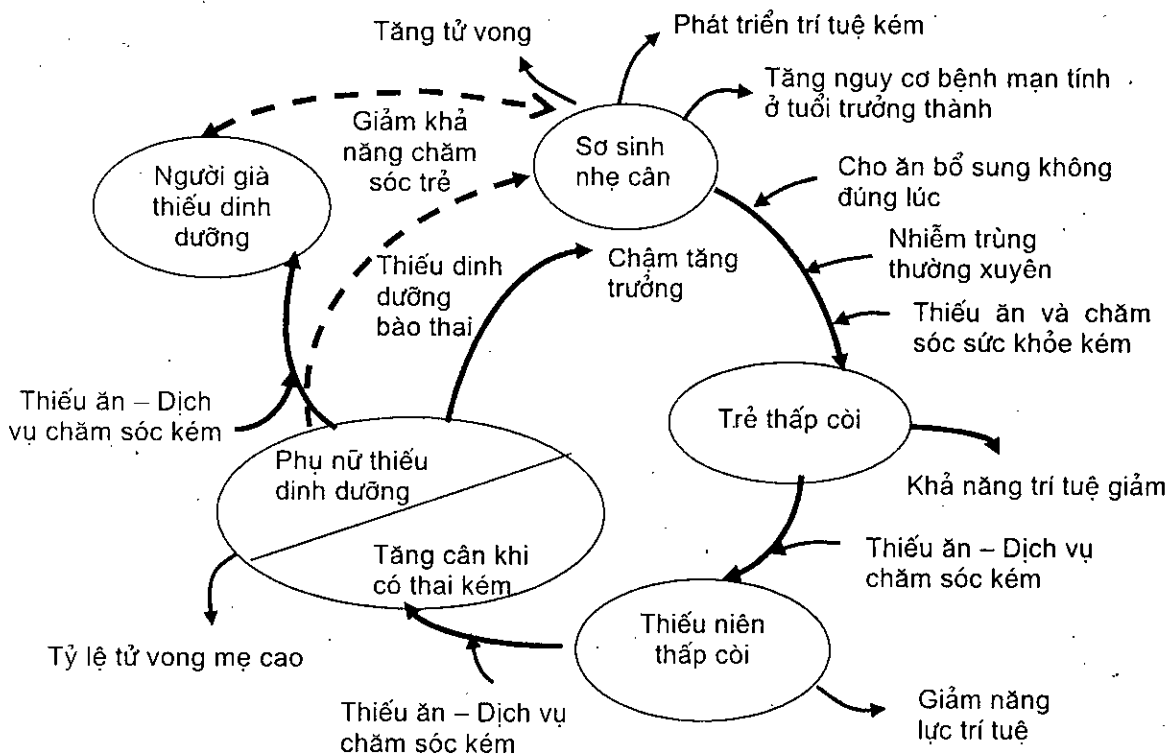 Tăng tử vong
Phát triển trí tuệ kém
Tăng nguy cơ bệnh mạn tính
ở tuổi trưởng thành
Giảm khả
năng chăm
sóc trẻ
Sơ sinh
nhẹ cân
Người già
thiếu dinh
dưỡng
Cho ăn bổ sung không
đúng lúc
Nhiễm trùng
thường xuyên
Thiếu dinh
dưỡng
bào thai
Chậm tăng
trưởng
Thiếu ăn và chăm
sóc sức khỏe kém
Thiếu ăn – Dịch
vụ chăm sóc kém
Trẻ thấp còi
Phụ nữ thiếu
dinh dưỡng
Khả năng trí tuệ giảm
Tăng cân khi
có thai kém
Thiếu ăn – Dịch vụ
chăm sóc kém
Thiếu niên
thấp còi
Tỷ lệ tử vong mẹ cao
Thiếu ăn – Dịch vụ
chăm sóc kém
Giảm năng
lực trí tuệ